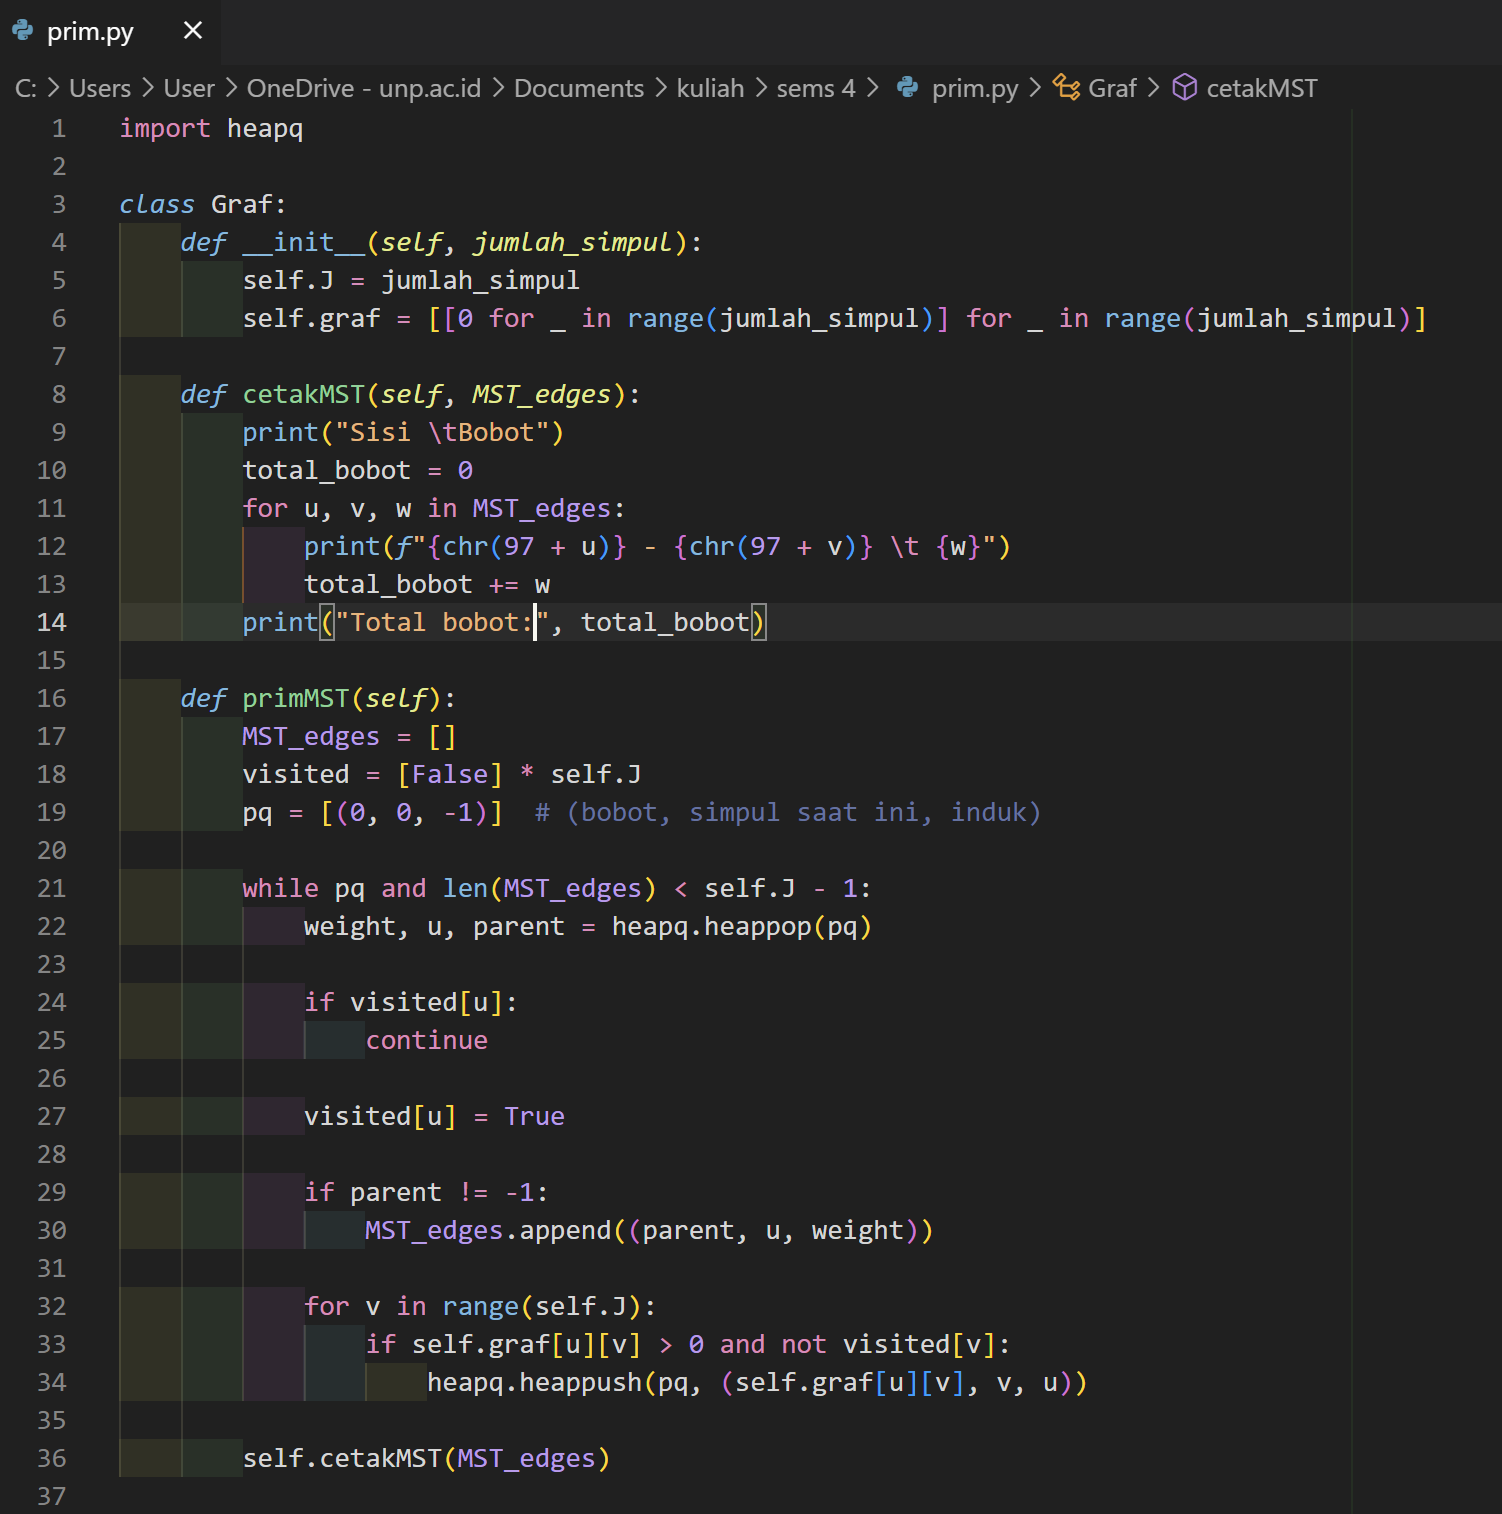 prim.py
C: > Users > User > OneDrive - unp.ac.id > Documents > kuliah > sems 4 > prim.py > Graf > cetakMST
1 import heapq
2
3 class Graf:
4     def __init__(self, jumlah_simpul):
5         self.J = jumlah_simpul
6         self.graf = [[0 for _ in range(jumlah_simpul)] for _ in range(jumlah_simpul)]
7
8     def cetakMST(self, MST_edges):
9         print("Sisi \tBobot")
10         total_bobot = 0
11         for u, v, w in MST_edges:
12             print(f"{chr(97 + u)} - {chr(97 + v)} \t {w}")
13             total_bobot += w
14         print("Total bobot:", total_bobot)
15
16     def primMST(self):
17         MST_edges = []
18         visited = [False] * self.J
19         pq = [(0, 0, -1)]  # (bobot, simpul saat ini, induk)
20
21         while pq and len(MST_edges) < self.J - 1:
22             weight, u, parent = heapq.heappop(pq)
23
24             if visited[u]:
25                 continue
26
27             visited[u] = True
28
29             if parent != -1:
30                 MST_edges.append((parent, u, weight))
31
32             for v in range(self.J):
33                 if self.graf[u][v] > 0 and not visited[v]:
34                     heapq.heappush(pq, (self.graf[u][v], v, u))
35
36         self.cetakMST(MST_edges)
37